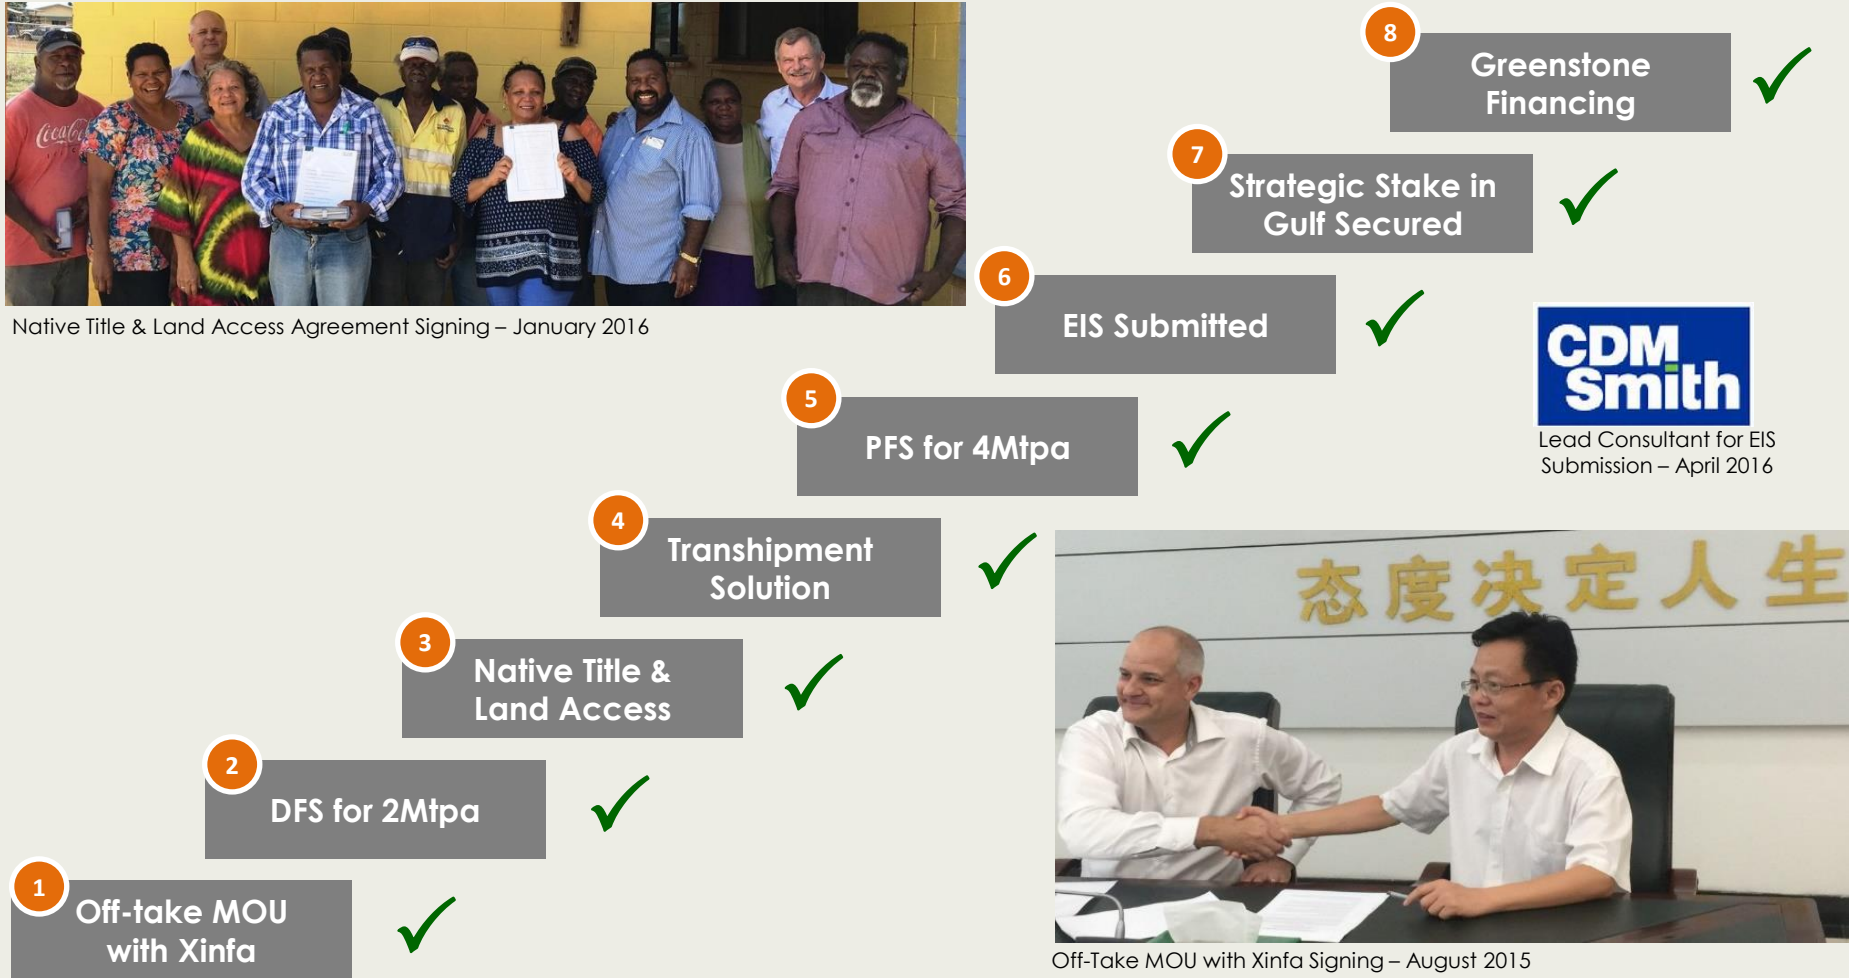 8
Greenstone
Financing
7
Strategic Stake in
Gulf Secured
6
EIS Submitted
Native Title & Land Access Agreement Signing – January 2016
CDM
Smith
Lead Consultant for EIS
Submission – April 2016
5
PFS for 4Mtpa
4
Transhipment
Solution
态度决定人生
3
Native Title &
Land Access
2
DFS for 2Mtpa
1
Off-take MOU
with Xinfa
Off-Take MOU with Xinfa Signing – August 2015